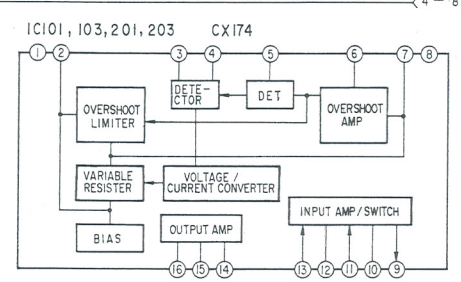 4-8
IC101, 103, 201, 203 CX174
1 2 3 4 5 6 7 8
DETE-
CTOR
DET
OVERSHOOT
LIMITER
OVERSHOOT
AMP
VARIABLE
RESISTER
VOLTAGE /
CURRENT CONVERTER
INPUT AMP/SWITCH
OUTPUT AMP
BIAS
16 15 14 13 12 11 10 9